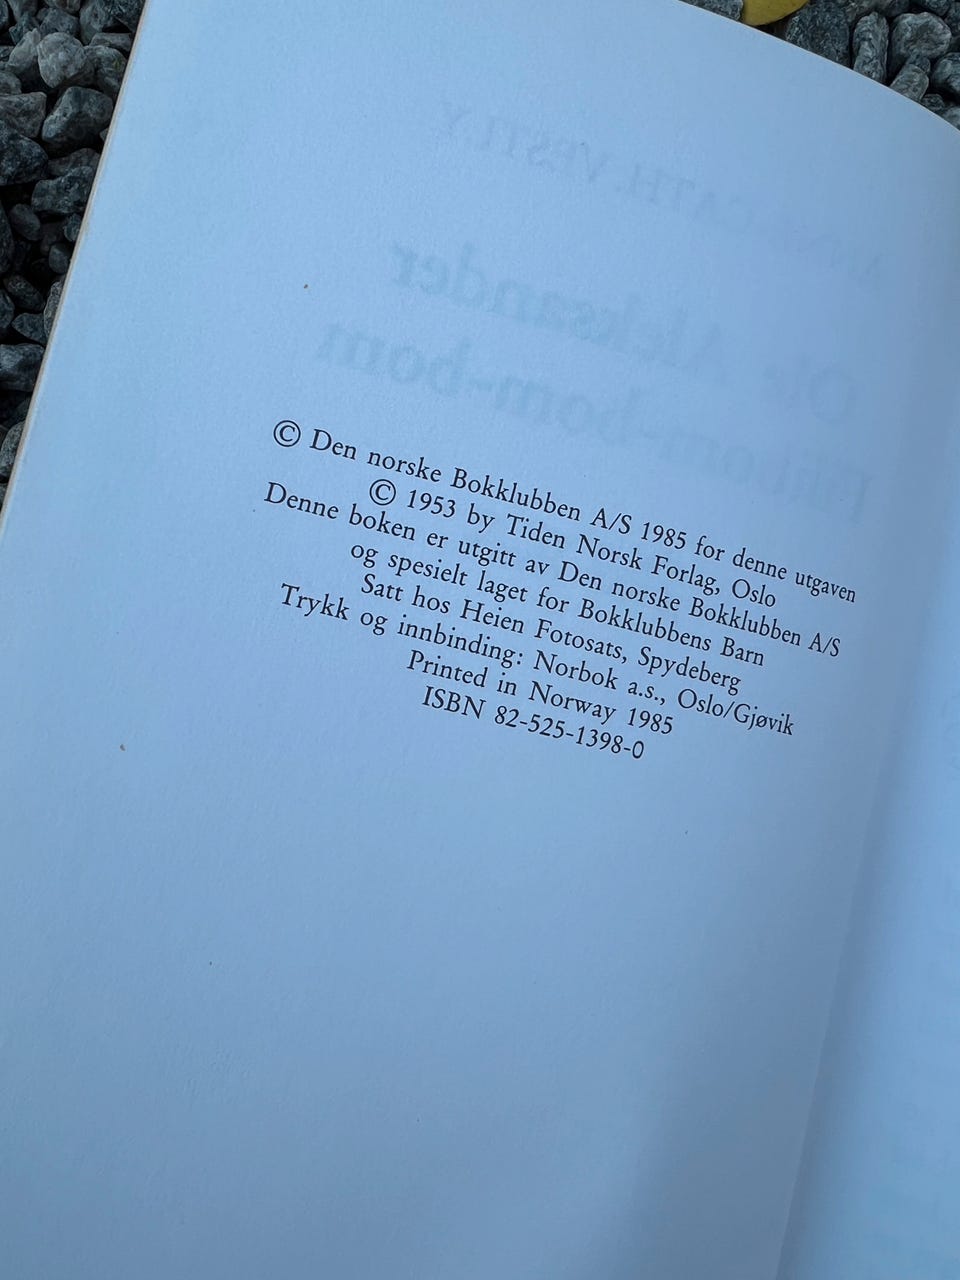 © Den norske Bokklubben A/S 1985 for denne utgaven
© 1953 by Tiden Norsk Forlag, Oslo
Denne boken er utgitt av Den norske Bokklubben A/S
og spesielt laget for Bokklubbens Barn
Satt hos Heien Fotosats, Spydeberg
Trykk og innbinding: Norbok a.s., Oslo/Gjøvik
Printed in Norway 1985
ISBN 82-525-1398-0